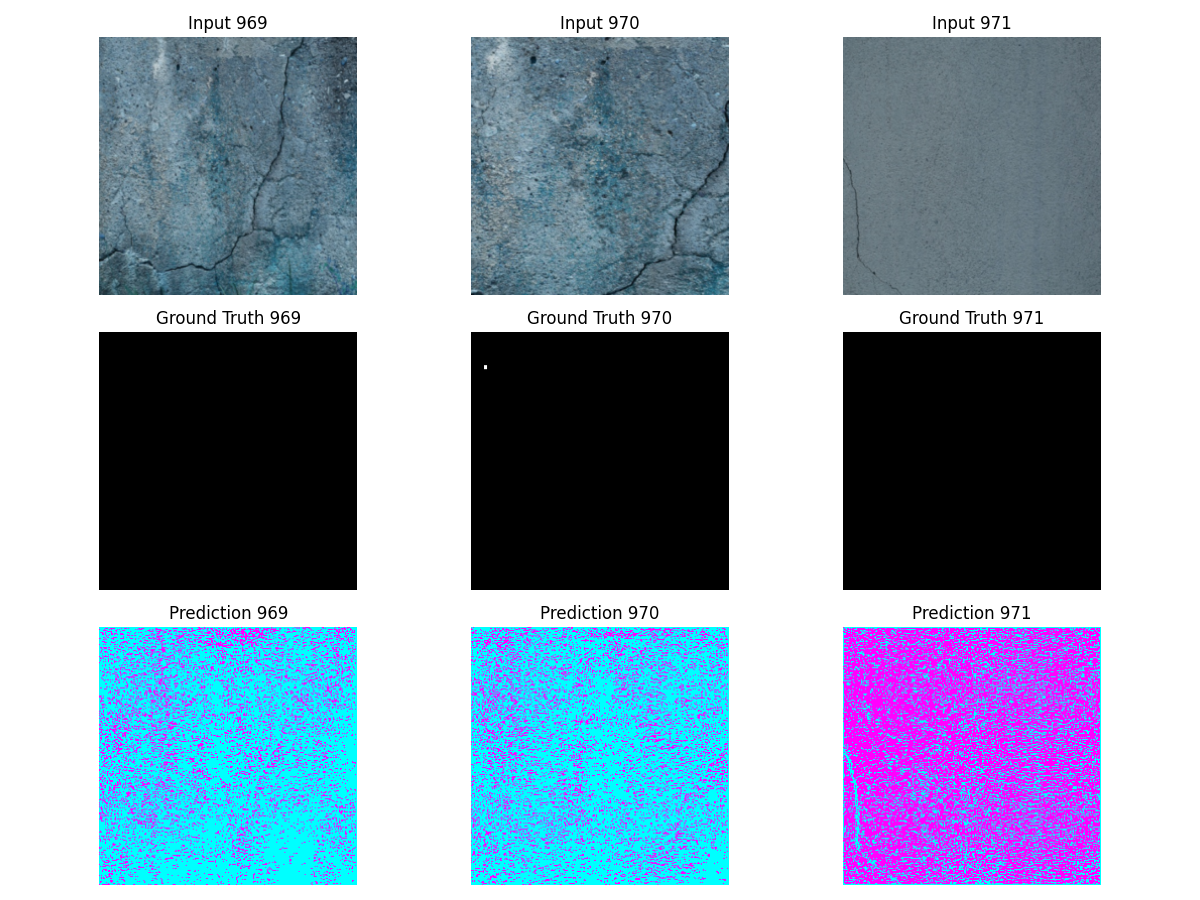 Input 969
Input 970
Input 971
Ground Truth 969
Ground Truth 970
Ground Truth 971
Prediction 969
Prediction 970
Prediction 971